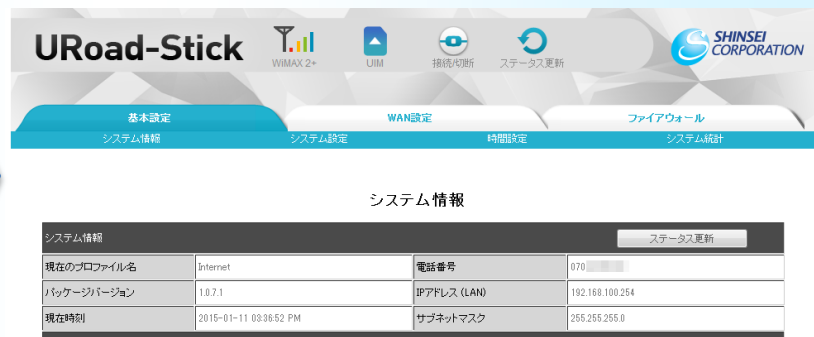 URoad-Stick
WiMAX 2+
UIM
接続/切断
ステータス更新
SHINSEI
CORPORATION
基本設定 WAN設定 ファイアウォール
システム情報 システム設定 時間設定 システム統計
システム情報
システム情報 ステータス更新
現在のプロファイル名 Internet 電話番号 070
パッケージバージョン 1.0.7.1 IPアドレス (LAN) 192.168.100.254
現在時刻 2015-01-11 03:36:52 PM サブネットマスク 255.255.255.0